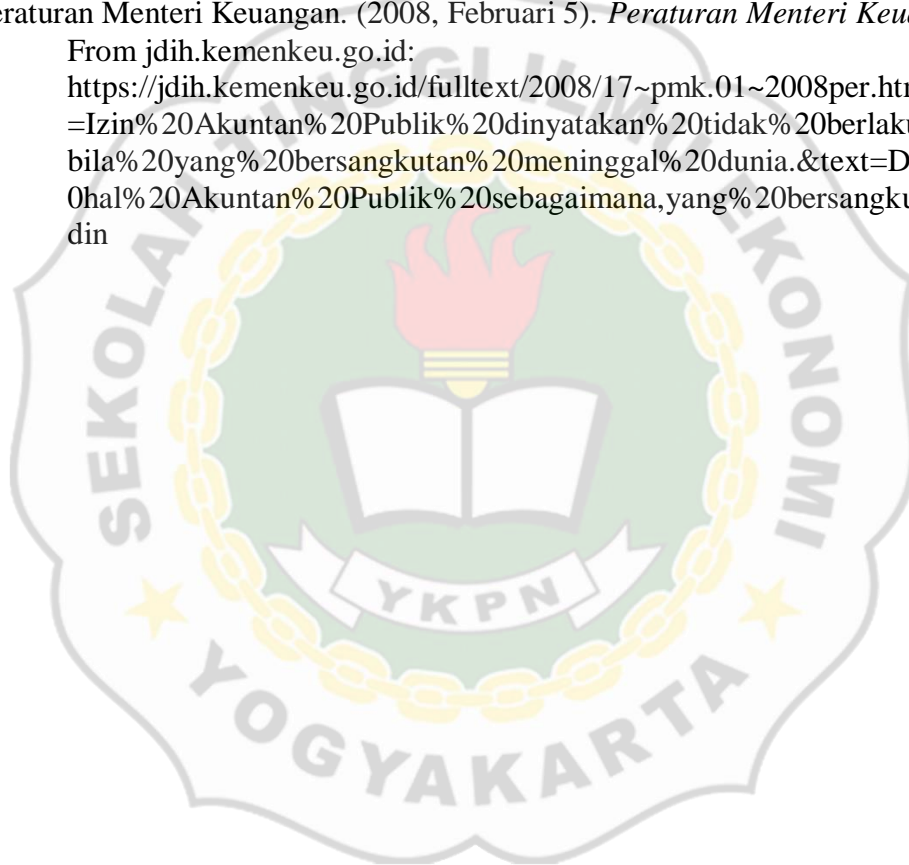 eraturan Menteri Keuangan. (2008, Februari 5). Peraturan Menteri Keu
From jdih.kemenkeu.go.id:
https://jdih.kemenkeu.go.id/fulltext/2008/17~pmk.01~2008per.htm
=Izin%20Akuntan%20Publik%20dinyatakan%20tidak%20berlaku
bila%20yang%20bersangkutan%20meninggal%20dunia.&text=D
0hal%20Akuntan%20Publik%20sebagaimana,yang%20bersangku
din
SEKOLAH TINGGI ILMU EKONOMI
YKPN
YOGYAKARTA